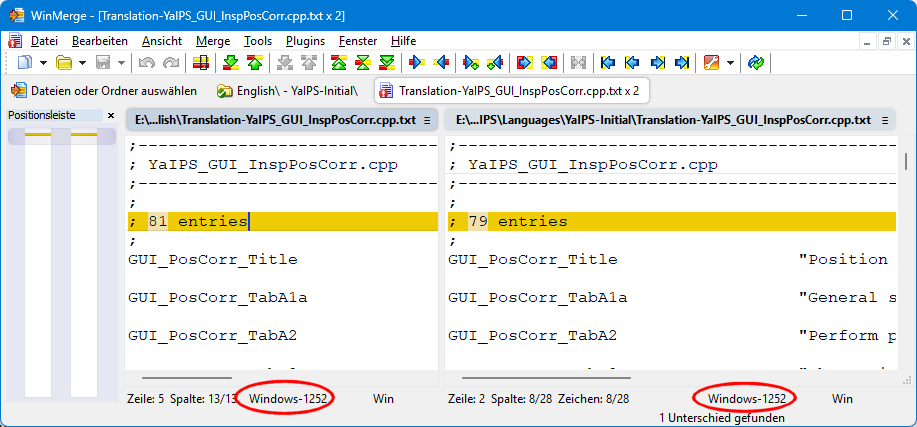 WinMerge - [Translation-YaIPS_GUI_InspPosCorr.cpp.txt x 2]
Datei Bearbeiten Ansicht Merge Tools Plugins Fenster Hilfe
Dateien oder Ordner auswählen English\ - YaIPS-Initial\ Translation-YaIPS_GUI_InspPosCorr.cpp.txt x 2
Positionsleiste ×
E:\...lish\Translation-YaIPS_GUI_InspPosCorr.cpp.txt
;-------------------------------
; YaIPS_GUI_InspPosCorr.cpp
;-------------------------------
;
; 81 entries
;
GUI_PosCorr_Title
GUI_PosCorr_TabA1a
GUI_PosCorr_TabA2
Zeile: 5 Spalte: 13/13 Windows-1252 Win
E:\...IPS\Languages\YaIPS-Initial\Translation-YaIPS_GUI_InspPosCorr.cpp.txt
;---------------------------------------------
; YaIPS_GUI_InspPosCorr.cpp
;---------------------------------------------
;
; 79 entries
;
GUI_PosCorr_Title "Position
GUI_PosCorr_TabA1a "General s
GUI_PosCorr_TabA2 "Perform p
Zeile: 2 Spalte: 8/28 Zeichen: 8/28 Windows-1252 Win
1 Unterschied gefunden